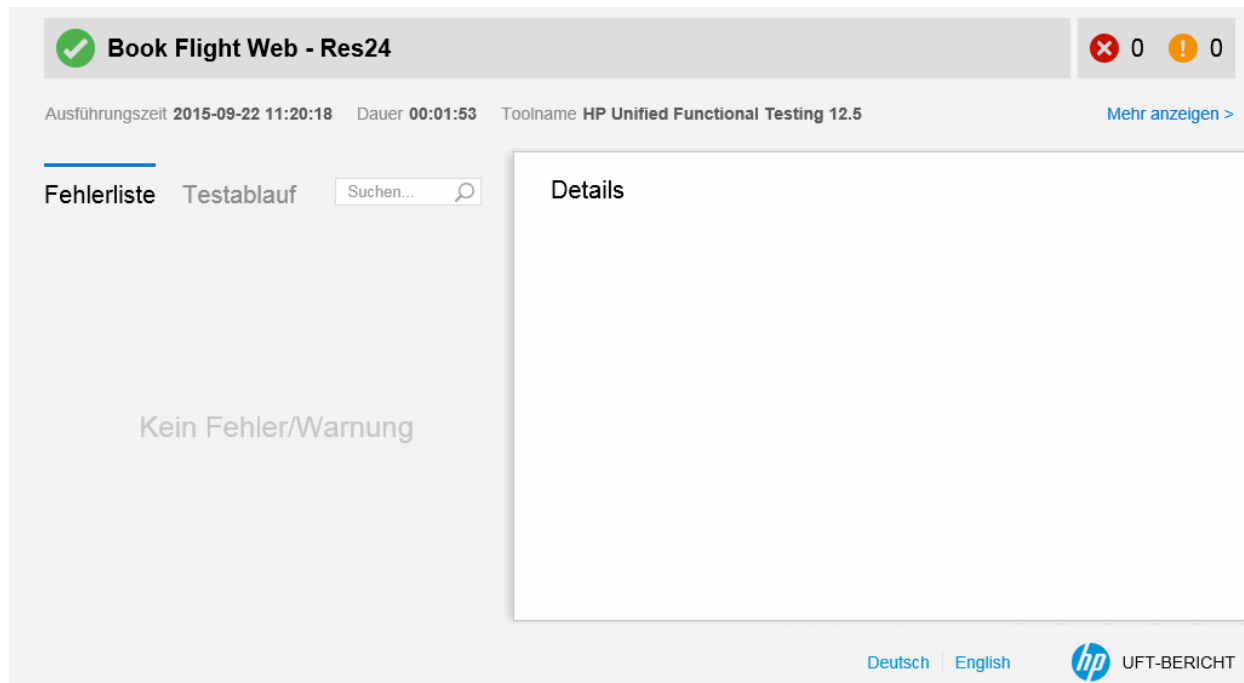 Book Flight Web - Res24
0 0
Ausführungszeit 2015-09-22 11:20:18 Dauer 00:01:53 Toolname HP Unified Functional Testing 12.5 Mehr anzeigen >
Fehlerliste Testablauf Suchen... Details
Kein Fehler/Warnung
Deutsch English hp UFT-BERICHT